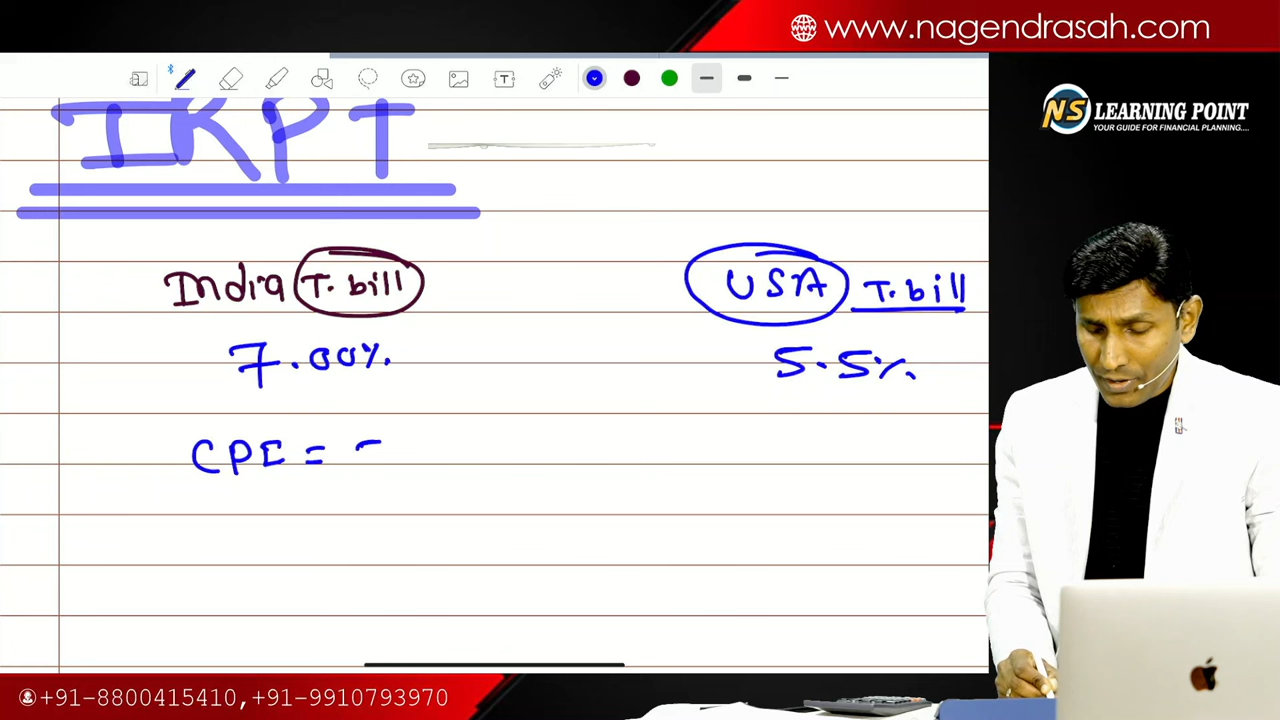 www.nagendrasah.com
NS LEARNING POINT
YOUR GUIDE FOR FINANCIAL PLANNING....
T
IRPT
India T. bill
USA T. bill
7.00%.
5.5%
CPI =
+91-8800415410,+91-9910793970